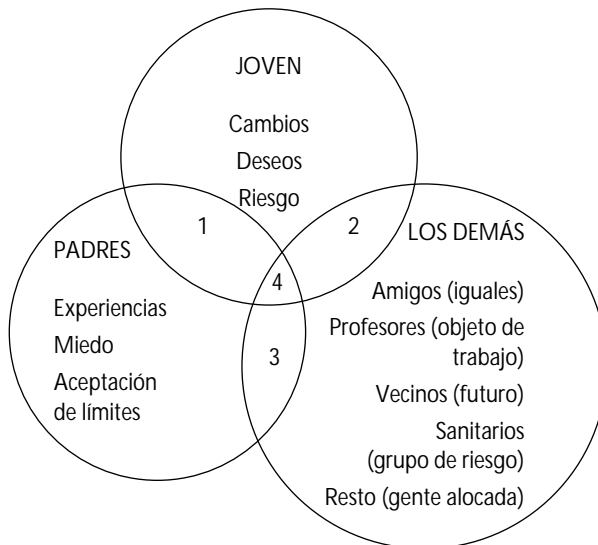 JOVEN
Cambios
Deseos
Riesgo
1
2
PADRES
Experiencias
Miedo
Aceptación
de límites
4
3
LOS DEMÁS
Amigos (iguales)
Profesores (objeto de
trabajo)
Vecinos (futuro)
Sanitarios
(grupo de riesgo)
Resto (gente alocada)